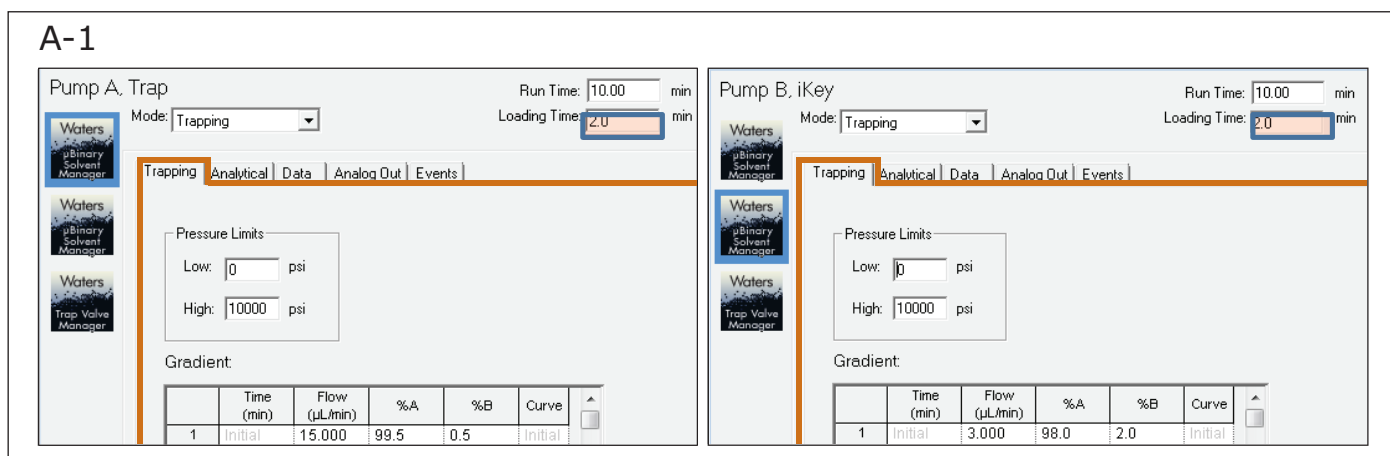 A-1
Pump A, Trap
Run Time: 10.00 min
Mode: Trapping
Loading Time: 2.0 min
Waters
µBinary
Solvent
Manager
Waters
µBinary
Solvent
Manager
Waters
Trap Valve
Manager
Trapping Analytical Data Analog Out Events
Pressure Limits
Low: 0 psi
High: 10000 psi
Gradient:
Time (min) Flow (µL/min) %A %B Curve
1 Initial 15.000 99.5 0.5 Initial
Pump B, iKey
Run Time: 10.00 min
Mode: Trapping
Loading Time: 2.0 min
Waters
µBinary
Solvent
Manager
Waters
µBinary
Solvent
Manager
Waters
Trap Valve
Manager
Trapping Analytical Data Analog Out Events
Pressure Limits
Low: 0 psi
High: 10000 psi
Gradient:
Time (min) Flow (µL/min) %A %B Curve
1 Initial 3.000 98.0 2.0 Initial